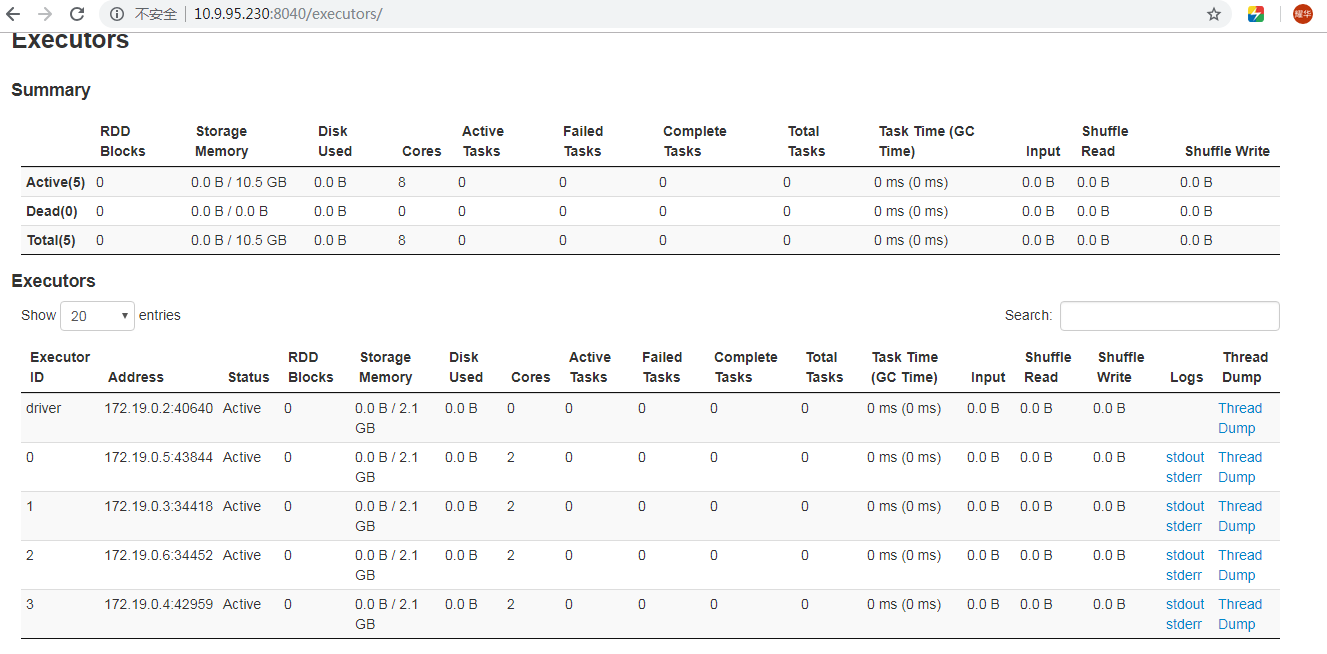 不安全 10.9.95.230:8040/executors/ 耀华
Executors
Summary
RDD Blocks Storage Memory Disk Used Cores Active Tasks Failed Tasks Complete Tasks Total Tasks Task Time (GC Time) Input Shuffle Read Shuffle Write
Active(5) 0 0.0 B / 10.5 GB 0.0 B 8 0 0 0 0 0 ms (0 ms) 0.0 B 0.0 B 0.0 B
Dead(0) 0 0.0 B / 0.0 B 0.0 B 0 0 0 0 0 0 ms (0 ms) 0.0 B 0.0 B 0.0 B
Total(5) 0 0.0 B / 10.5 GB 0.0 B 8 0 0 0 0 0 ms (0 ms) 0.0 B 0.0 B 0.0 B
Executors
Show 20 entries Search:
Executor ID Address Status RDD Blocks Storage Memory Disk Used Cores Active Tasks Failed Tasks Complete Tasks Total Tasks Task Time (GC Time) Input Shuffle Read Shuffle Write Logs Thread Dump
driver 172.19.0.2:40640 Active 0 0.0 B / 2.1 GB 0.0 B 0 0 0 0 0 0 ms (0 ms) 0.0 B 0.0 B 0.0 B Thread Dump
0 172.19.0.5:43844 Active 0 0.0 B / 2.1 GB 0.0 B 2 0 0 0 0 0 ms (0 ms) 0.0 B 0.0 B 0.0 B stdout stderr Thread Dump
1 172.19.0.3:34418 Active 0 0.0 B / 2.1 GB 0.0 B 2 0 0 0 0 0 ms (0 ms) 0.0 B 0.0 B 0.0 B stdout stderr Thread Dump
2 172.19.0.6:34452 Active 0 0.0 B / 2.1 GB 0.0 B 2 0 0 0 0 0 ms (0 ms) 0.0 B 0.0 B 0.0 B stdout stderr Thread Dump
3 172.19.0.4:42959 Active 0 0.0 B / 2.1 GB 0.0 B 2 0 0 0 0 0 ms (0 ms) 0.0 B 0.0 B 0.0 B stdout stderr Thread Dump